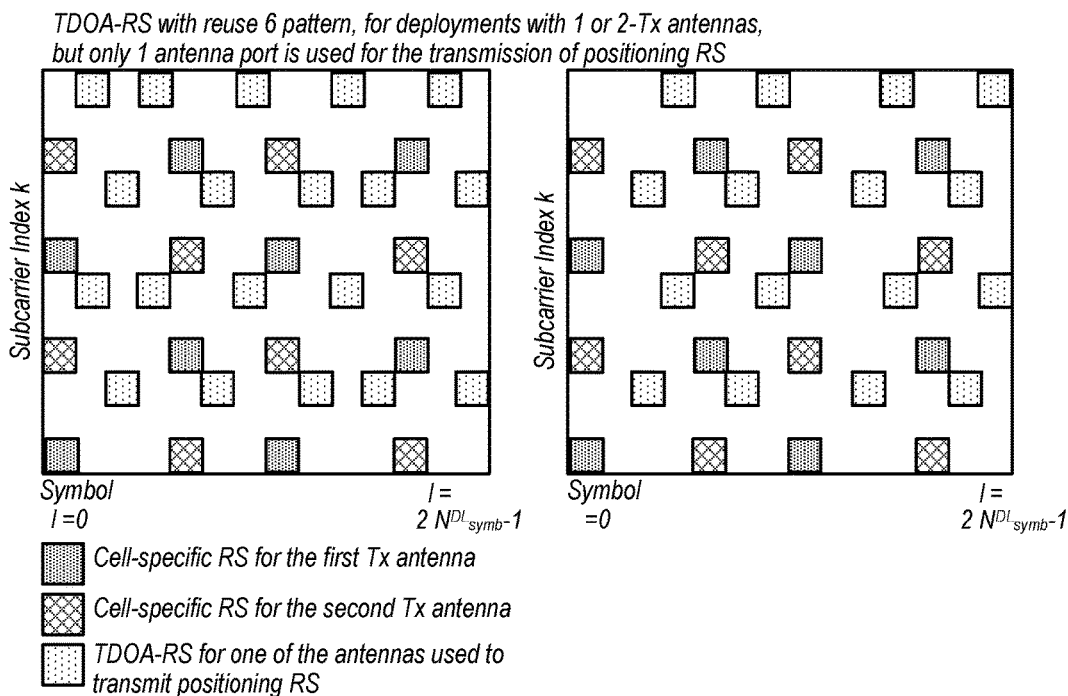 TDOA-RS with reuse 6 pattern, for deployments with 1 or 2-Tx antennas,
but only 1 antenna port is used for the transmission of positioning RS
Subcarrier Index k
Subcarrier Index k
Symbol
l =0
l =
2 N^DL_symb-1
Symbol
=0
l =
2 N^DL_symb-1
Cell-specific RS for the first Tx antenna
Cell-specific RS for the second Tx antenna
TDOA-RS for one of the antennas used to
transmit positioning RS